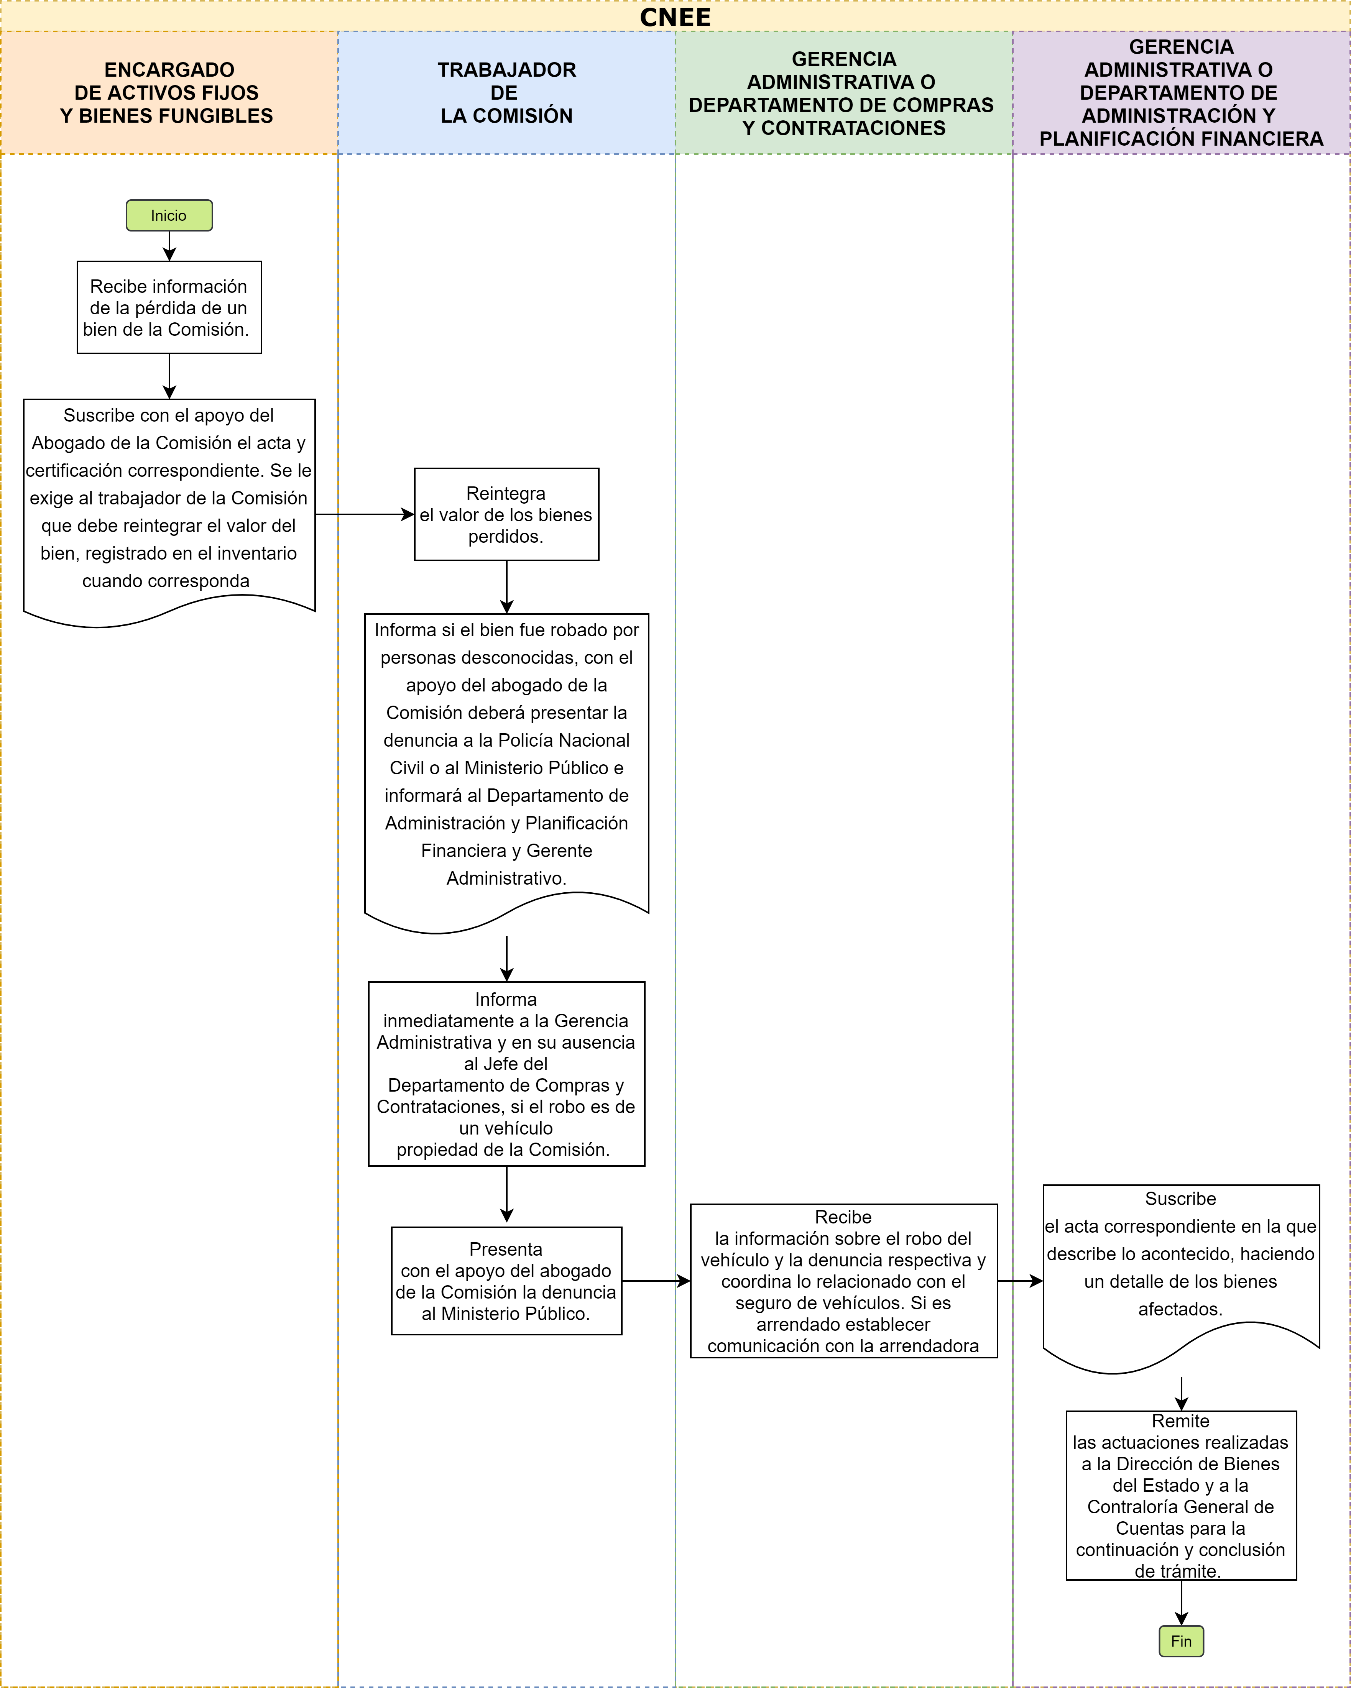 CNEE
ENCARGADO
DE ACTIVOS FIJOS
Y BIENES FUNGIBLES
TRABAJADOR
DE
LA COMISIÓN
GERENCIA
ADMINISTRATIVA O
DEPARTAMENTO DE COMPRAS
Y CONTRATACIONES
GERENCIA
ADMINISTRATIVA O
DEPARTAMENTO DE
ADMINISTRACIÓN Y
PLANIFICACIÓN FINANCIERA
Inicio
Recibe información
de la pérdida de un
bien de la Comisión.
Suscribe con el apoyo del
Abogado de la Comisión el acta y
certificación correspondiente. Se le
exige al trabajador de la Comisión
que debe reintegrar el valor del
bien, registrado en el inventario
cuando corresponda
Reintegra
el valor de los bienes
perdidos.
Informa si el bien fue robado por
personas desconocidas, con el
apoyo del abogado de la
Comisión deberá presentar la
denuncia a la Policía Nacional
Civil o al Ministerio Público e
informará al Departamento de
Administración y Planificación
Financiera y Gerente
Administrativo.
Informa
inmediatamente a la Gerencia
Administrativa y en su ausencia
al Jefe del
Departamento de Compras y
Contrataciones, si el robo es de
un vehículo
propiedad de la Comisión.
Presenta
con el apoyo del abogado
de la Comisión la denuncia
al Ministerio Público.
Recibe
la información sobre el robo del
vehículo y la denuncia respectiva y
coordina lo relacionado con el
seguro de vehículos. Si es
arrendado establecer
comunicación con la arrendadora
Suscribe
el acta correspondiente en la que
describe lo acontecido, haciendo
un detalle de los bienes
afectados.
Remite
las actuaciones realizadas
a la Dirección de Bienes
del Estado y a la
Contraloría General de
Cuentas para la
continuación y conclusión
de trámite.
Fin